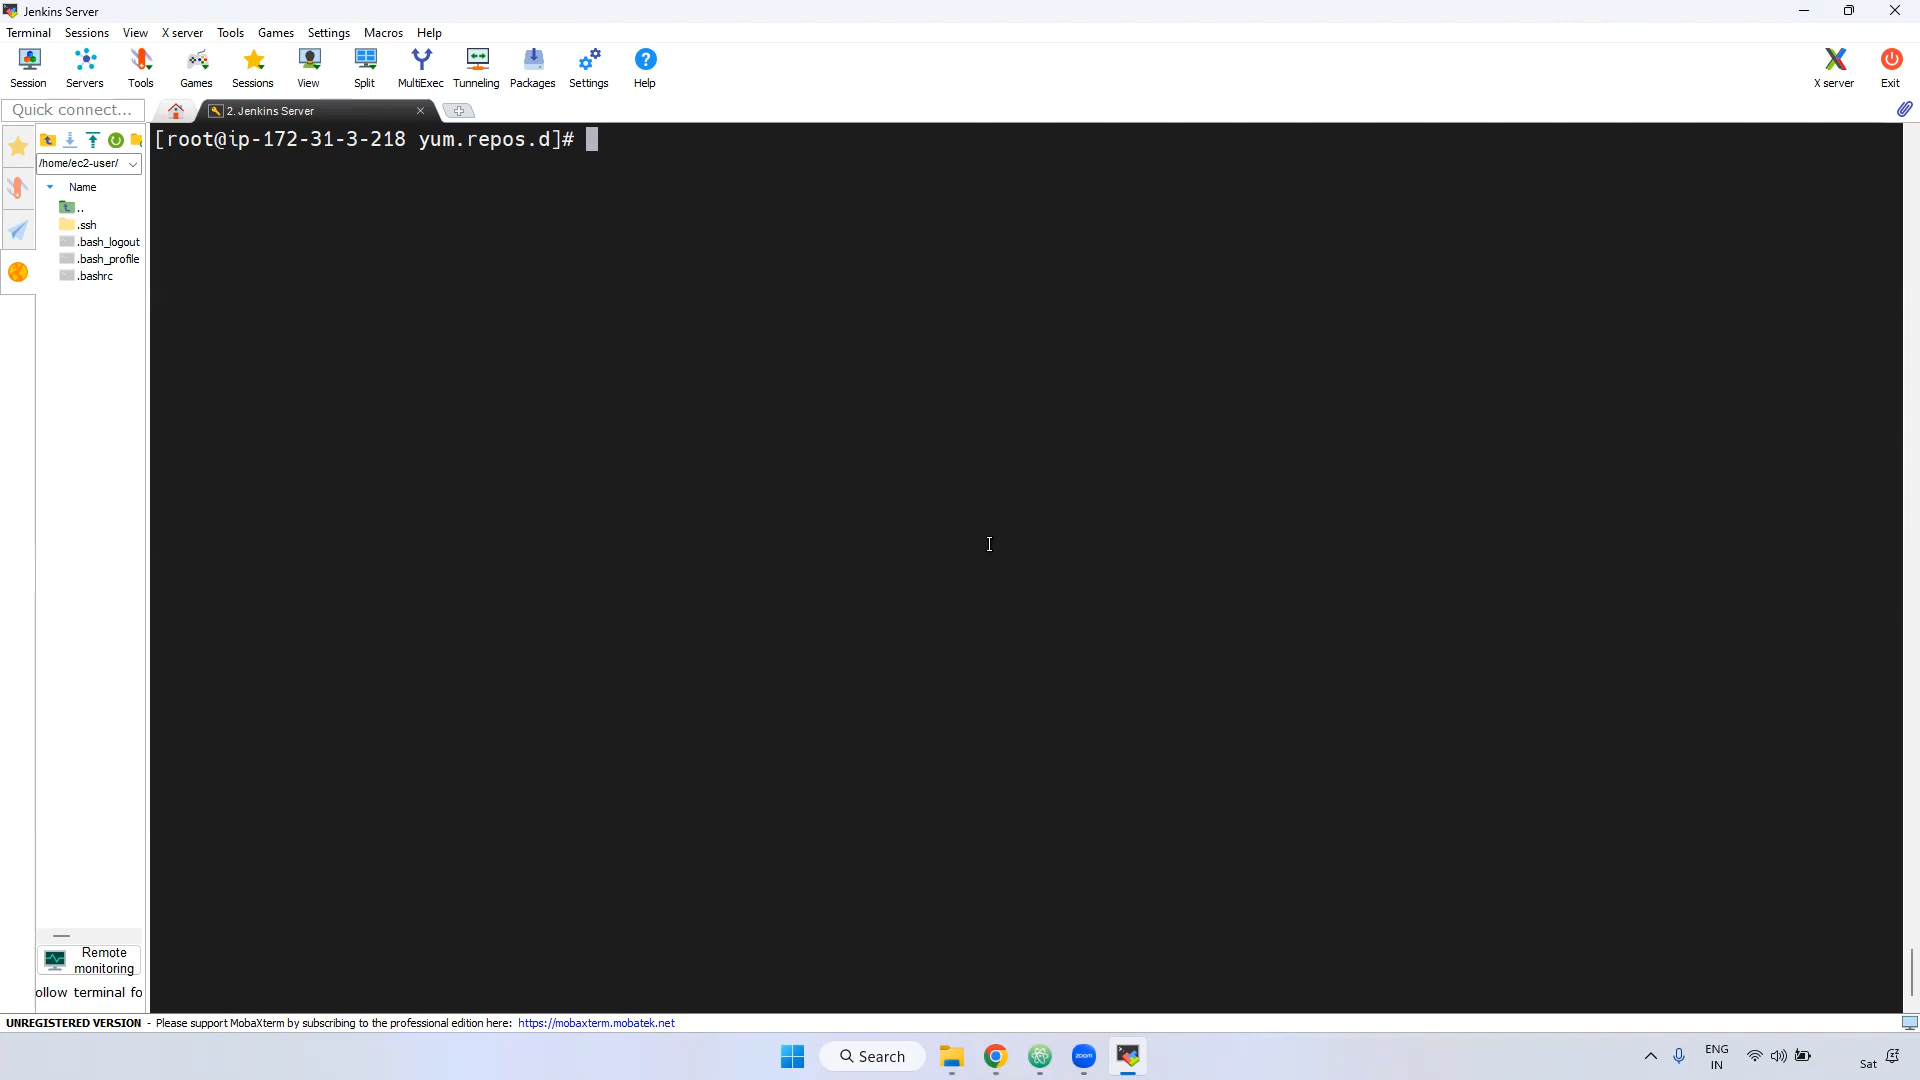 Jenkins Server
Terminal Sessions View X server Tools Games Settings Macros Help
Session Servers Tools Games Sessions View Split MultiExec Tunneling Packages Settings Help X server Exit
Quick connect... 2. Jenkins Server
[root@ip-172-31-3-218 yum.repos.d]#
/home/ec2-user/
Name
..
.ssh
.bash_logout
.bash_profile
.bashrc
Remote
monitoring
ollow terminal fo
UNREGISTERED VERSION - Please support MobaXterm by subscribing to the professional edition here: https://mobaxterm.mobatek.net
Search
zoom
ENG
IN
Sat